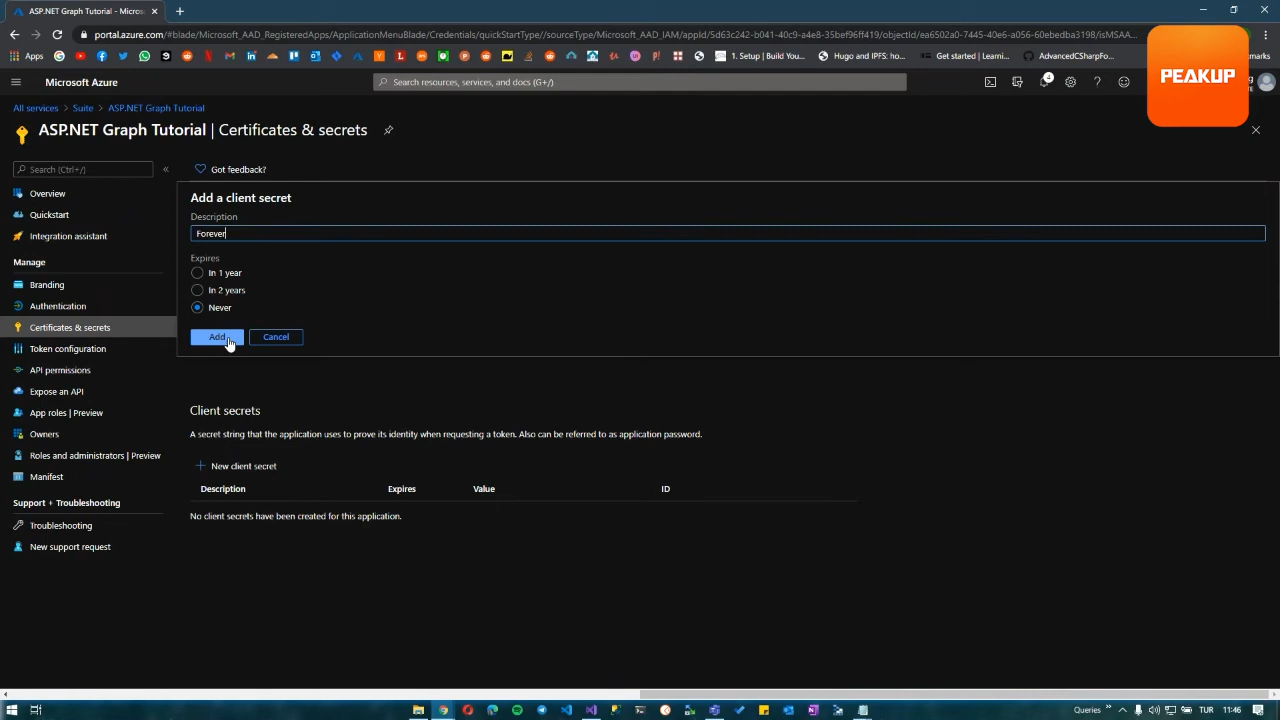 ASP.NET Graph Tutorial - Micros
portal.azure.com/#blade/Microsoft_AAD_RegisteredApps/ApplicationMenuBlade/Credentials/quickStartType//sourceType/Microsoft_AAD_IAM/appId/5d63c242-b041-40c9-a4e8-35bef96ff419/objectid/ea6502a0-7445-40e6-a056-60ebedba3198/isMSAA...
Apps
1. Setup | Build You...
Hugo and IPFS: ho...
Get started | Learni...
AdvancedCSharpFo...
PEAKUP
Microsoft Azure
Search resources, services, and docs (G+/)
4
All services
Suite
ASP.NET Graph Tutorial
ASP.NET Graph Tutorial | Certificates & secrets
Search (Ctrl+/)
«
Got feedback?
Overview
Quickstart
Integration assistant
Manage
Branding
Authentication
Certificates & secrets
Token configuration
API permissions
Expose an API
App roles | Preview
Owners
Roles and administrators | Preview
Manifest
Support + Troubleshooting
Troubleshooting
New support request
Add a client secret
Description
Forever
Expires
In 1 year
In 2 years
Never
Add
Cancel
Client secrets
A secret string that the application uses to prove its identity when requesting a token. Also can be referred to as application password.
New client secret
Description Expires Value ID
No client secrets have been created for this application.
Queries » TUR 11:46